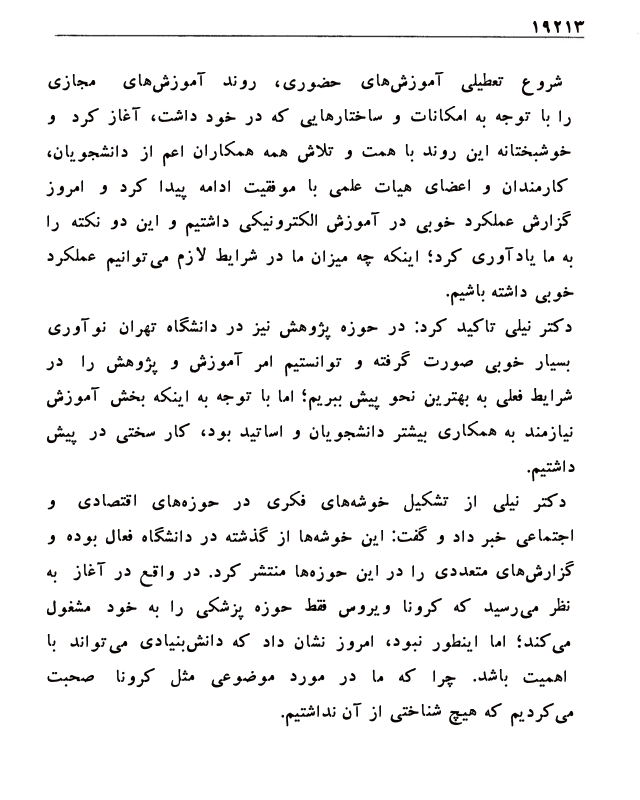 ۱۹۲۱۳
شروع تعطیلی آموزش‌های حضوری، روند آموزش‌های مجازی
را با توجه به امکانات و ساختارهایی که در خود داشت، آغاز کرد و
خوشبختانه این روند با همت و تلاش همه همکاران اعم از دانشجویان،
کارمندان و اعضای هیات علمی با موفقیت ادامه پیدا کرد و امروز
گزارش عملکرد خوبی در آموزش الکترونیکی داشتیم و این دو نکته را
به ما یادآوری کرد؛ اینکه چه میزان ما در شرایط لازم می‌توانیم عملکرد
خوبی داشته باشیم.
دکتر نیلی تاکید کرد: در حوزه پژوهش نیز در دانشگاه تهران نوآوری
بسیار خوبی صورت گرفته و توانستیم امر آموزش و پژوهش را در
شرایط فعلی به بهترین نحو پیش ببریم؛ اما با توجه به اینکه بخش آموزش
نیازمند به همکاری بیشتر دانشجویان و اساتید بود، کار سختی در پیش
داشتیم.
دکتر نیلی از تشکیل خوشه‌های فکری در حوزه‌های اقتصادی و
اجتماعی خبر داد و گفت: این خوشه‌ها از گذشته در دانشگاه فعال بوده و
گزارش‌های متعددی را در این حوزه‌ها منتشر کرد. در واقع در آغاز به
نظر می‌رسید که کرونا ویروس فقط حوزه پزشکی را به خود مشغول
می‌کند؛ اما اینطور نبود، امروز نشان داد که دانش‌بنیادی می‌تواند با
اهمیت باشد. چرا که ما در مورد موضوعی مثل کرونا صحبت
می‌کردیم که هیچ شناختی از آن نداشتیم.